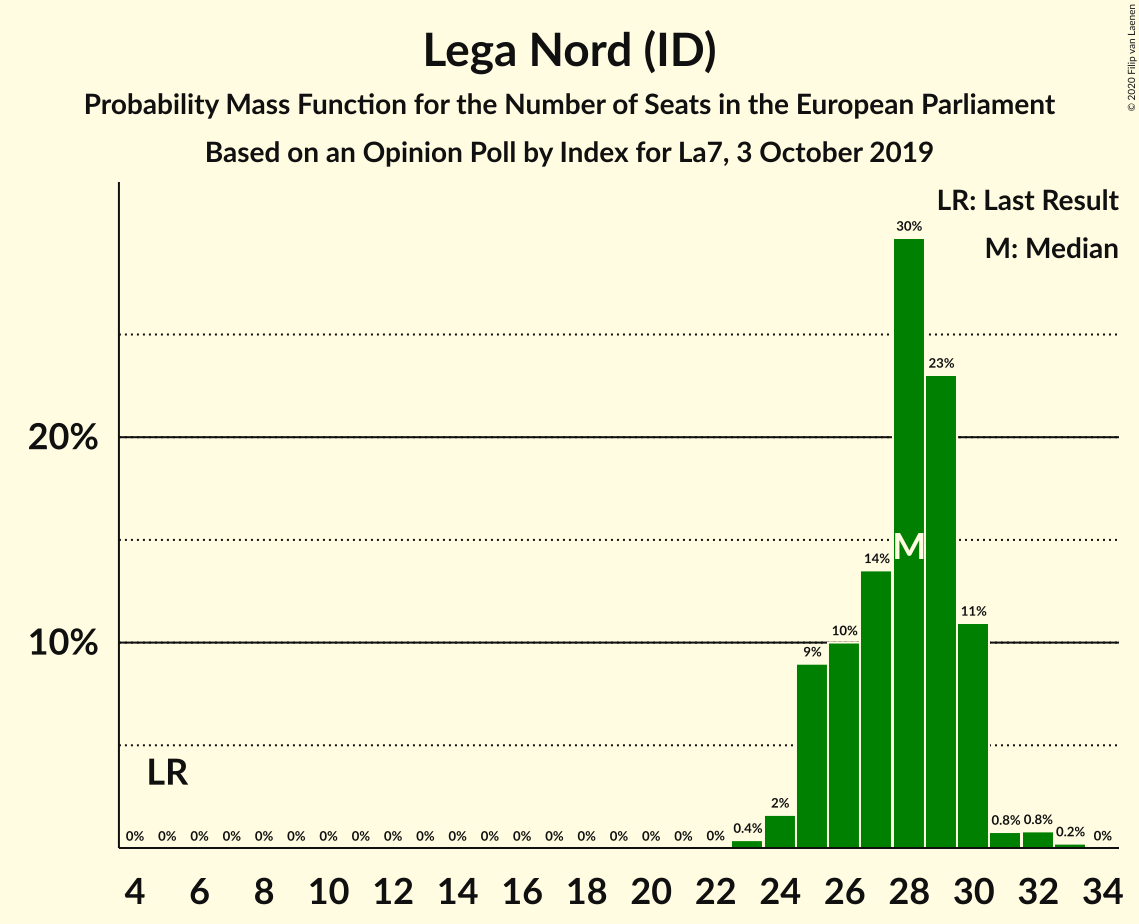 Lega Nord (ID)
Probability Mass Function for the Number of Seats in the European Parliament
Based on an Opinion Poll by Index for La7, 3 October 2019
© 2020 Filip van Laenen
LR: Last Result
M: Median
30%
23%
20%
M
14%
11%
10%
10%
9%
LR
2%
0% 0% 0% 0% 0% 0% 0% 0% 0% 0% 0% 0% 0% 0% 0% 0% 0% 0% 0% 0.4% 0.8% 0.8% 0.2% 0%
4 6 8 10 12 14 16 18 20 22 24 26 28 30 32 34